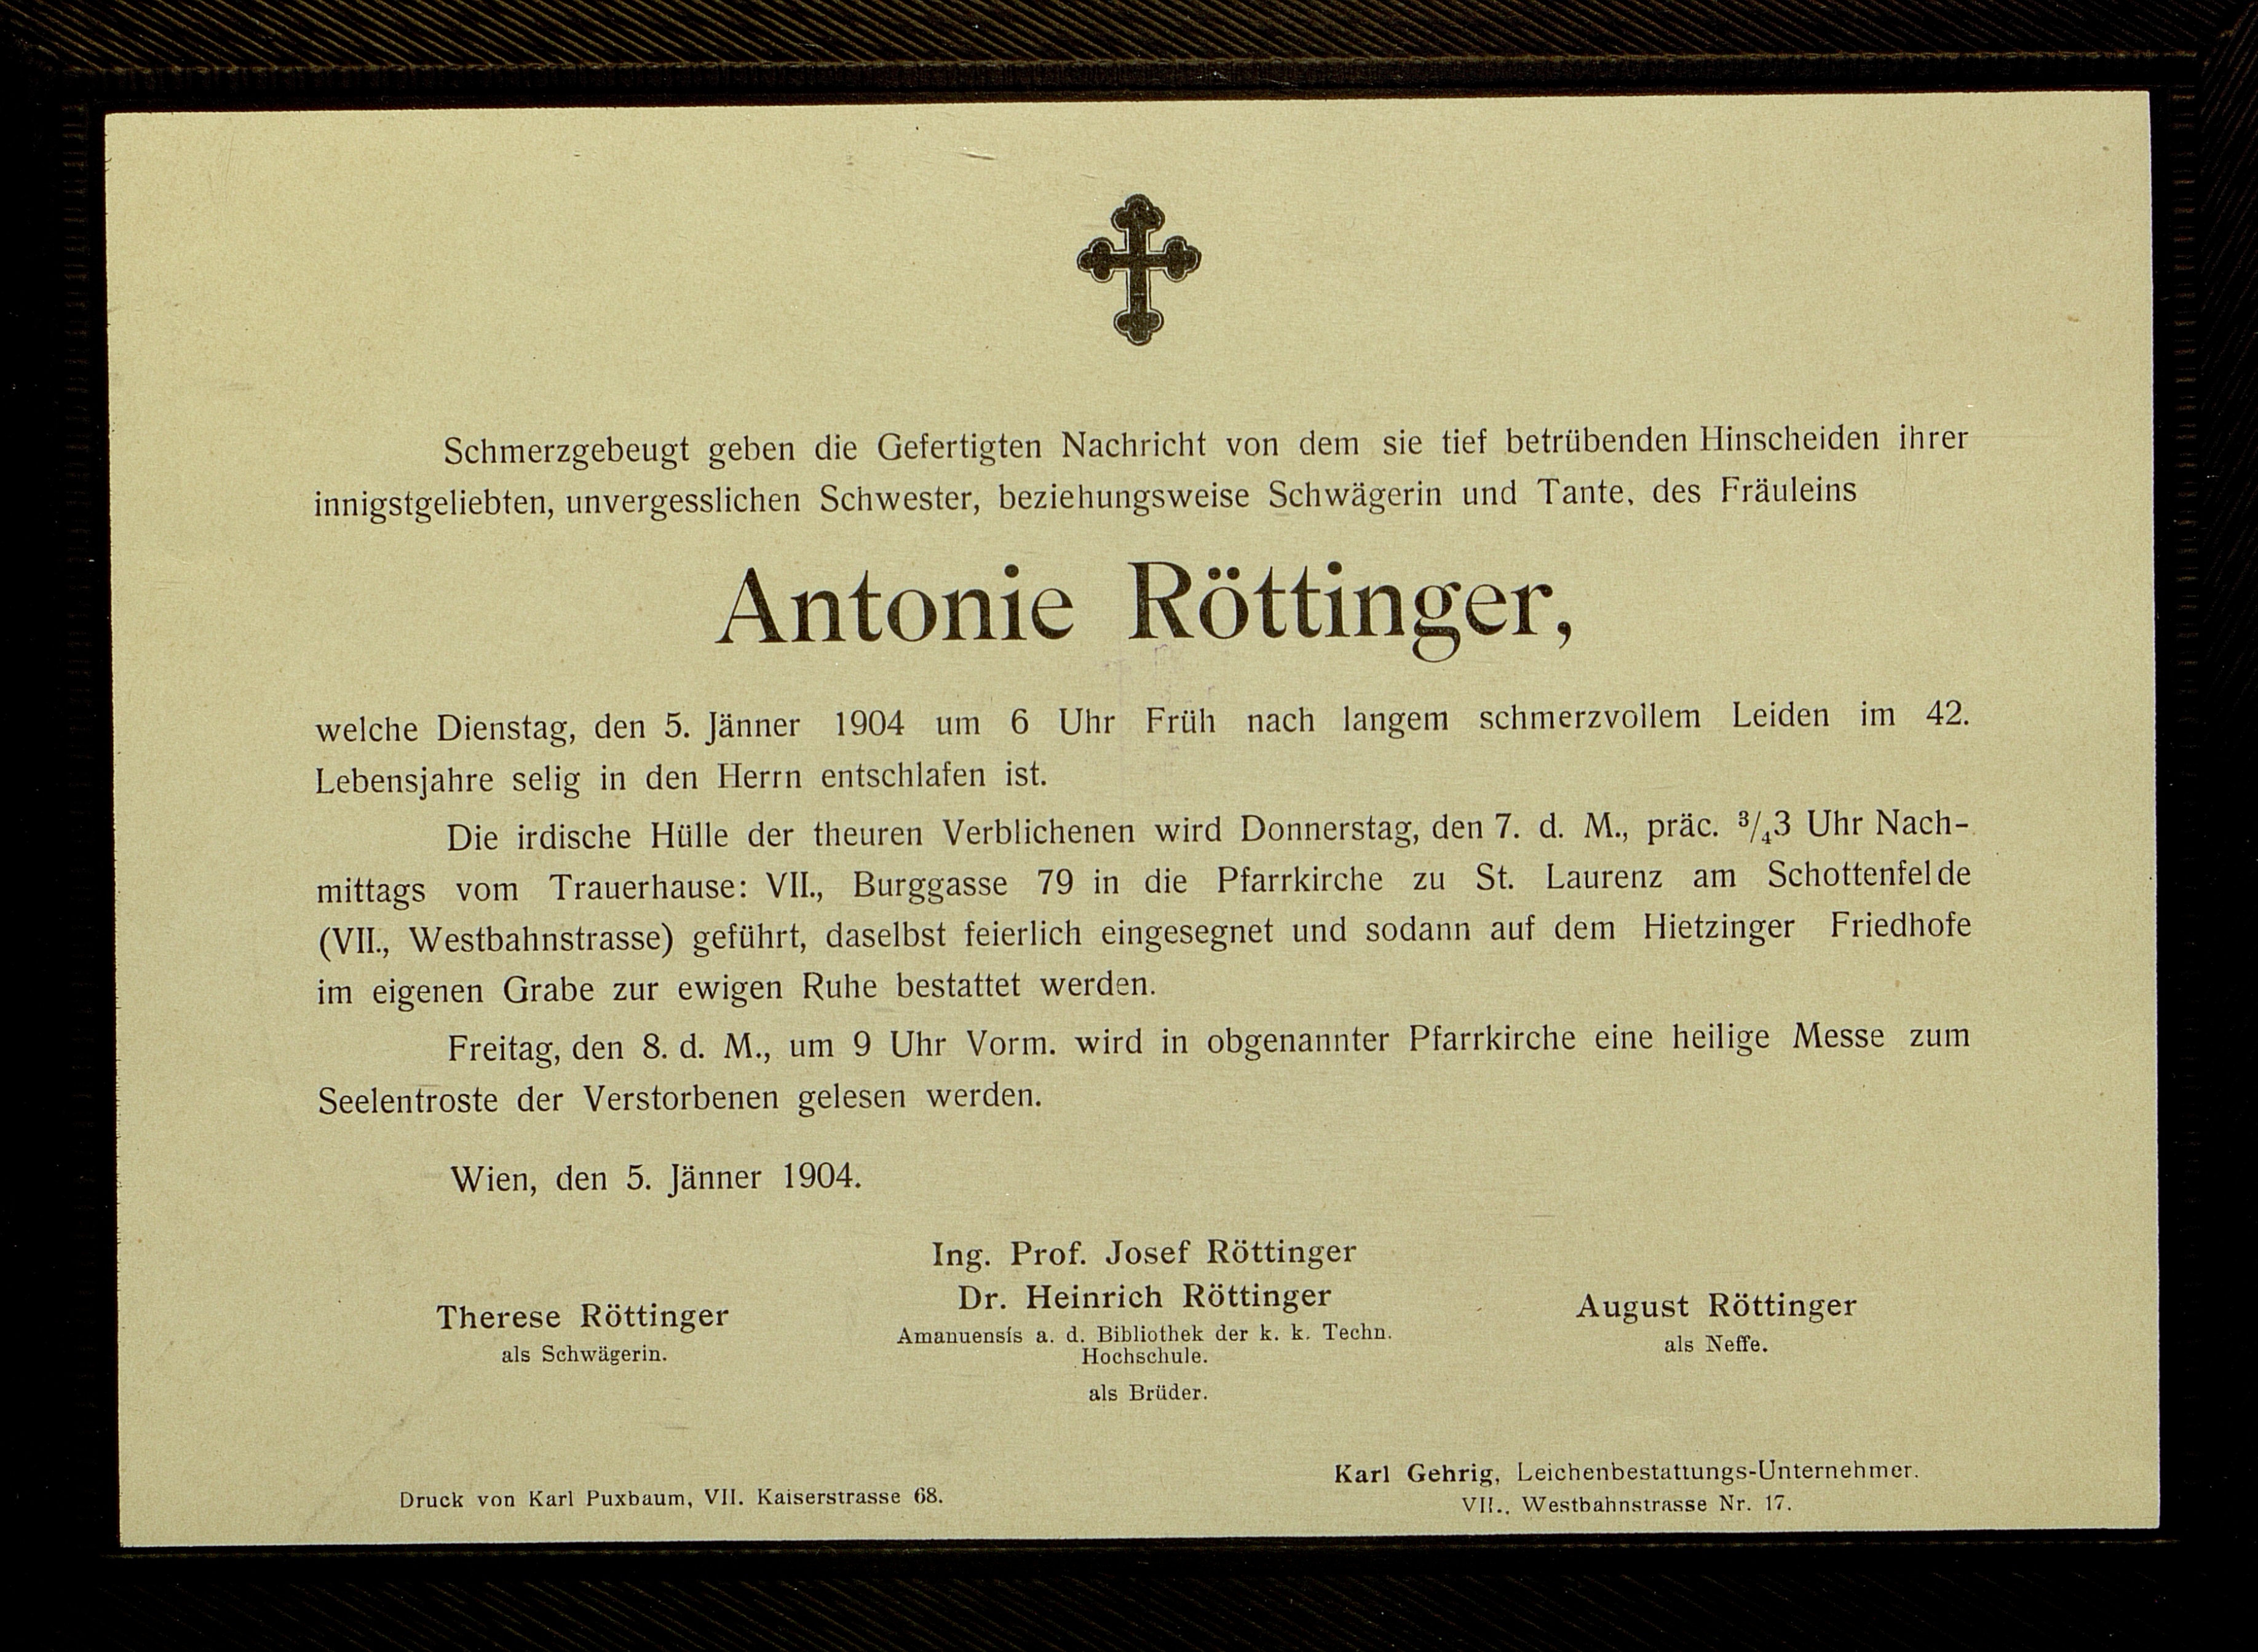 Schmerzgebeugt geben die Gefertigten Nachricht von dem sie tief betrübenden Hinscheiden ihrer
innigstgeliebten, unvergesslichen Schwester, beziehungsweise Schwägerin und Tante, des Fräuleins
Antonie Röttinger,
welche Dienstag, den 5. Jänner 1904 um 6 Uhr Früh nach langem schmerzvollem Leiden im 42.
Lebensjahre selig in den Herrn entschlafen ist.
Die irdische Hülle der theuren Verblichenen wird Donnerstag, den 7. d. M., präc. ³/₄3 Uhr Nach-
mittags vom Trauerhause: VII., Burggasse 79 in die Pfarrkirche zu St. Laurenz am Schottenfelde
(VII., Westbahnstrasse) geführt, daselbst feierlich eingesegnet und sodann auf dem Hietzinger Friedhofe
im eigenen Grabe zur ewigen Ruhe bestattet werden.
Freitag, den 8. d. M., um 9 Uhr Vorm. wird in obgenannter Pfarrkirche eine heilige Messe zum
Seelentroste der Verstorbenen gelesen werden.
Wien, den 5. Jänner 1904.
Therese Röttinger
als Schwägerin.
Ing. Prof. Josef Röttinger
Dr. Heinrich Röttinger
Amanuensis a. d. Bibliothek der k. k. Techn.
Hochschule.
als Brüder.
August Röttinger
als Neffe.
Druck von Karl Puxbaum, VII. Kaiserstrasse 68.
Karl Gehrig, Leichenbestattungs-Unternehmer.
VII., Westbahnstrasse Nr. 17.